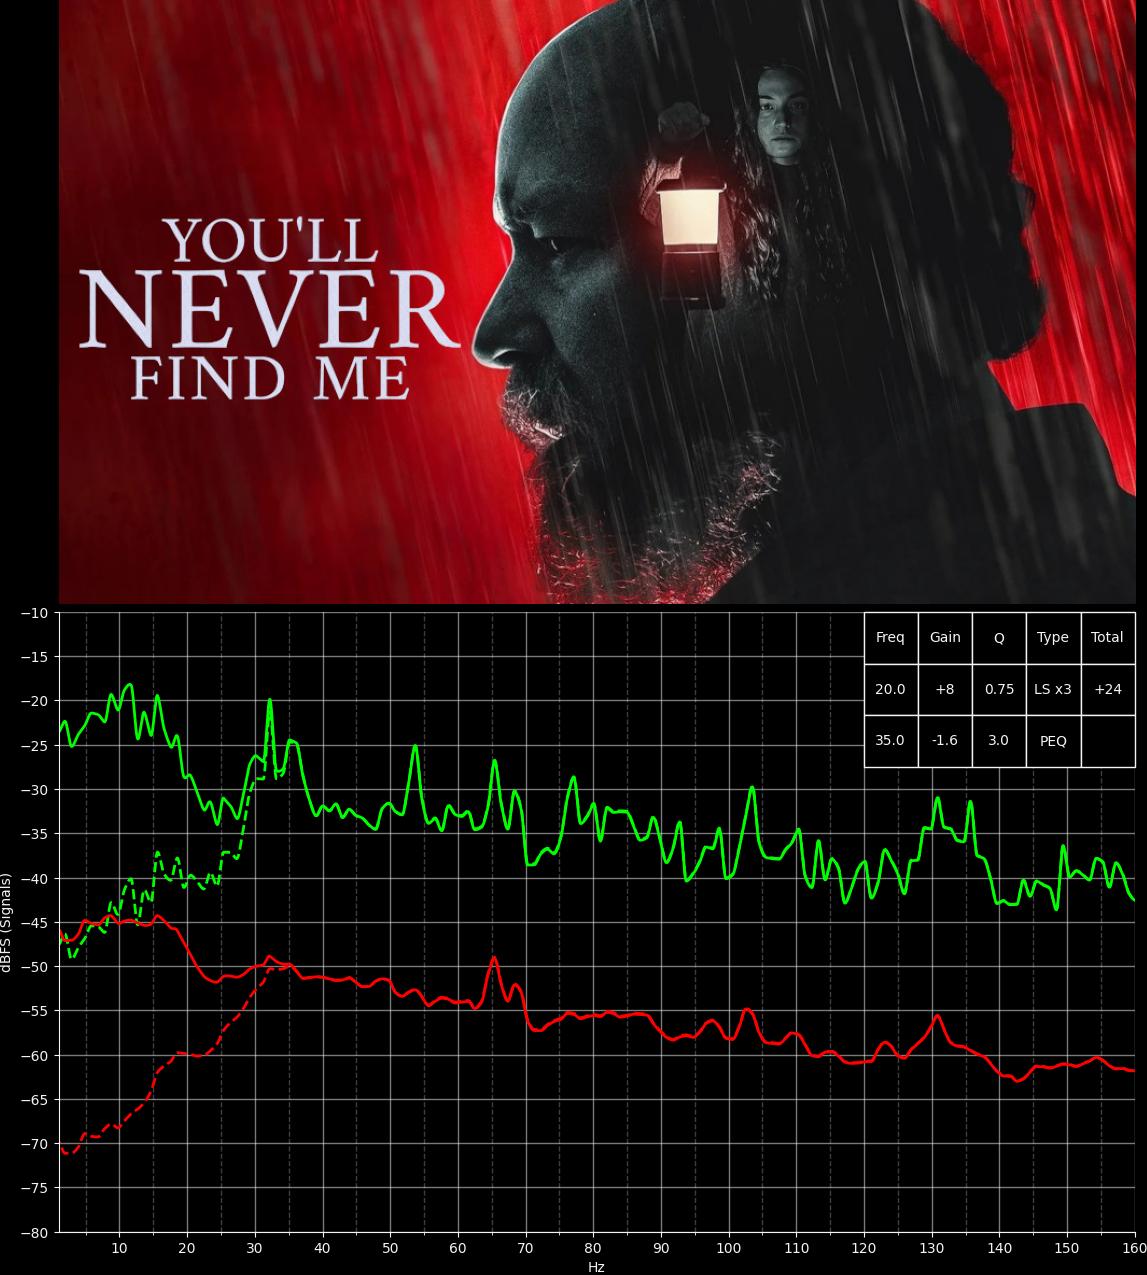 YOU'LL
NEVER
FIND ME
−10
−15
−20
−25
−30
−35
−40
−45
−50
−55
−60
−65
−70
−75
−80
dBFS (Signals)
Freq Gain Q Type Total
20.0 +8 0.75 LS x3 +24
35.0 -1.6 3.0 PEQ
10 20 30 40 50 60 70 80 90 100 110 120 130 140 150 160
Hz